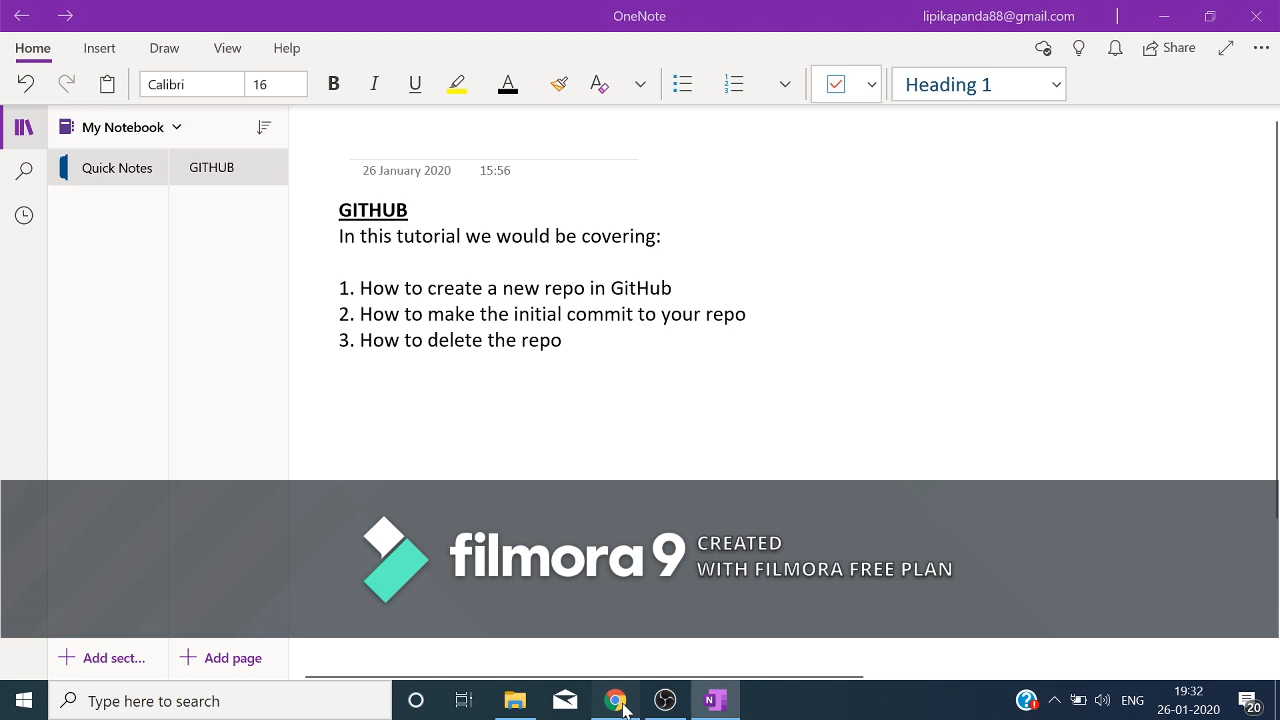 OneNote
lipikapanda88@gmail.com
Home Insert Draw View Help
Share
Calibri 16 B I U A A Heading 1
My Notebook
Quick Notes GITHUB
26 January 2020 15:56
GITHUB
In this tutorial we would be covering:
1. How to create a new repo in GitHub
2. How to make the initial commit to your repo
3. How to delete the repo
filmora 9 CREATED
WITH FILMORA FREE PLAN
Add sect... Add page
Type here to search
ENG
19:32
26-01-2020
20